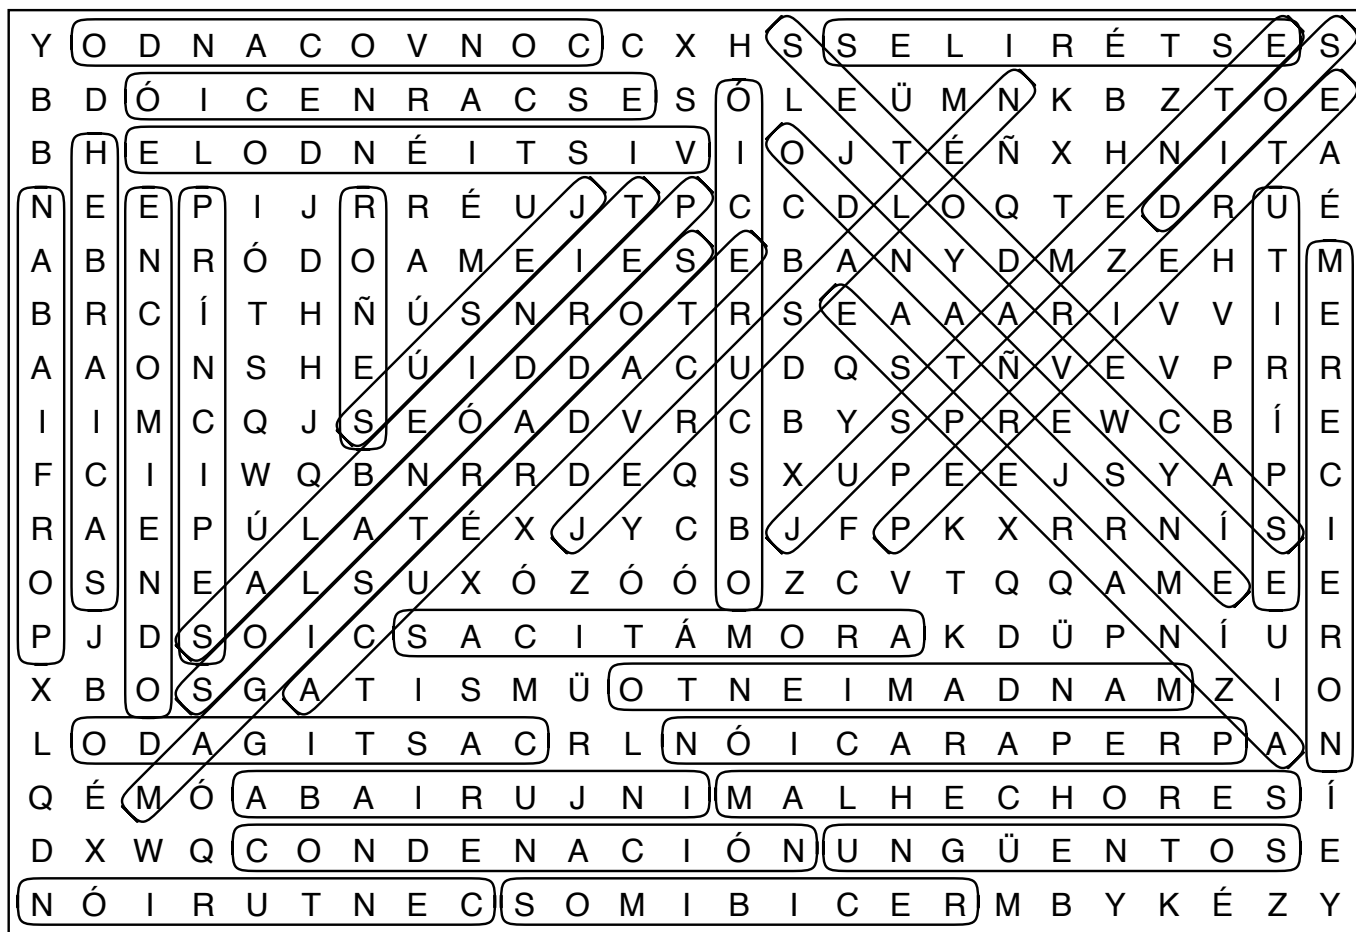 Y O D N A C O V N O C C X H S S E L I R É T S E S
B D Ó I C E N R A C S E S Ó L E Ü M N K B Z T O E
B H E L O D N É I T S I V I O J T É Ñ X H N I T A
N E E P I J R R É U J T P C C D L O Q T E D R U É
A B N R Ó D O A M E I E S E B A N Y D M Z E H T M
B R C Í T H Ñ Ú S N R O T R S E A A A R I V V I E
A A O N S H E Ú I D D A C U D Q S T Ñ V E V P R R
I I M C Q J S E Ó A D V R C B Y S P R E W C B Í E
F C I I W Q B N R R D E Q S X U P E E J S Y A P C
R A E P Ú L A T É X J Y C B J F P K X R R N Í S I
O S N E A L S U X Ó Z Ó Ó O Z C V T Q Q A M E E E
P J D S O I C S A C I T Á M O R A K D Ü P N Í U R
X B O S G A T I S M Ü O T N E I M A D N A M Z I O
L O D A G I T S A C R L N Ó I C A R A P E R P A N
Q É M Ó A B A I R U J N I M A L H E C H O R E S Í
D X W Q C O N D E N A C I Ó N U N G Ü E N T O S E
N Ó I R U T N E C S O M I B I C E R M B Y K É Z Y